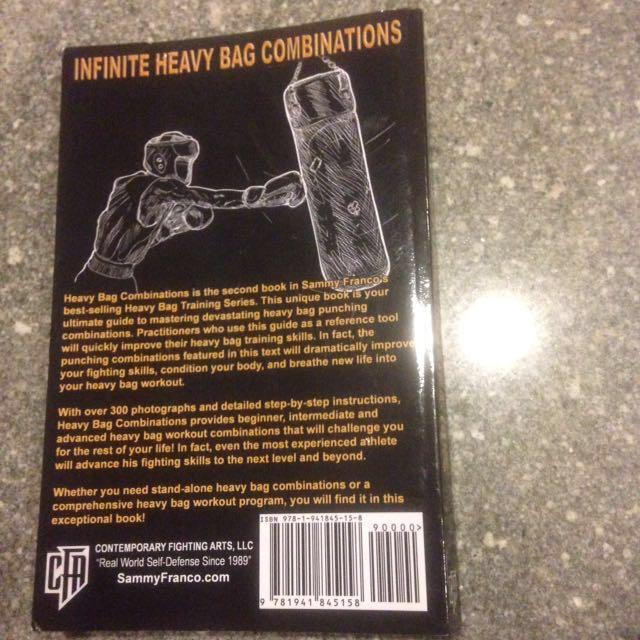 INFINITE HEAVY BAG COMBINATIONS
Heavy Bag Combinations is the second book in Sammy Franco's
best-selling Heavy Bag Training Series. This unique book is your
ultimate guide to mastering devastating heavy bag punching
combinations. Practitioners who use this guide as a reference tool
will quickly improve their heavy bag training skills. In fact, the
punching combinations featured in this text will dramatically improve
your fighting skills, condition your body, and breathe new life into
your heavy bag workout.
With over 300 photographs and detailed step-by-step instructions,
Heavy Bag Combinations provides beginner, intermediate and
advanced heavy bag workout combinations that will challenge you
for the rest of your life! In fact, even the most experienced athlete
will advance his fighting skills to the next level and beyond.
Whether you need stand-alone heavy bag combinations or a
comprehensive heavy bag workout program, you will find it in this
exceptional book!
CFA
CONTEMPORARY FIGHTING ARTS, LLC
"Real World Self-Defense Since 1989"
SammyFranco.com
ISBN 978-1-941845-15-8
90000>
9 781941 845158